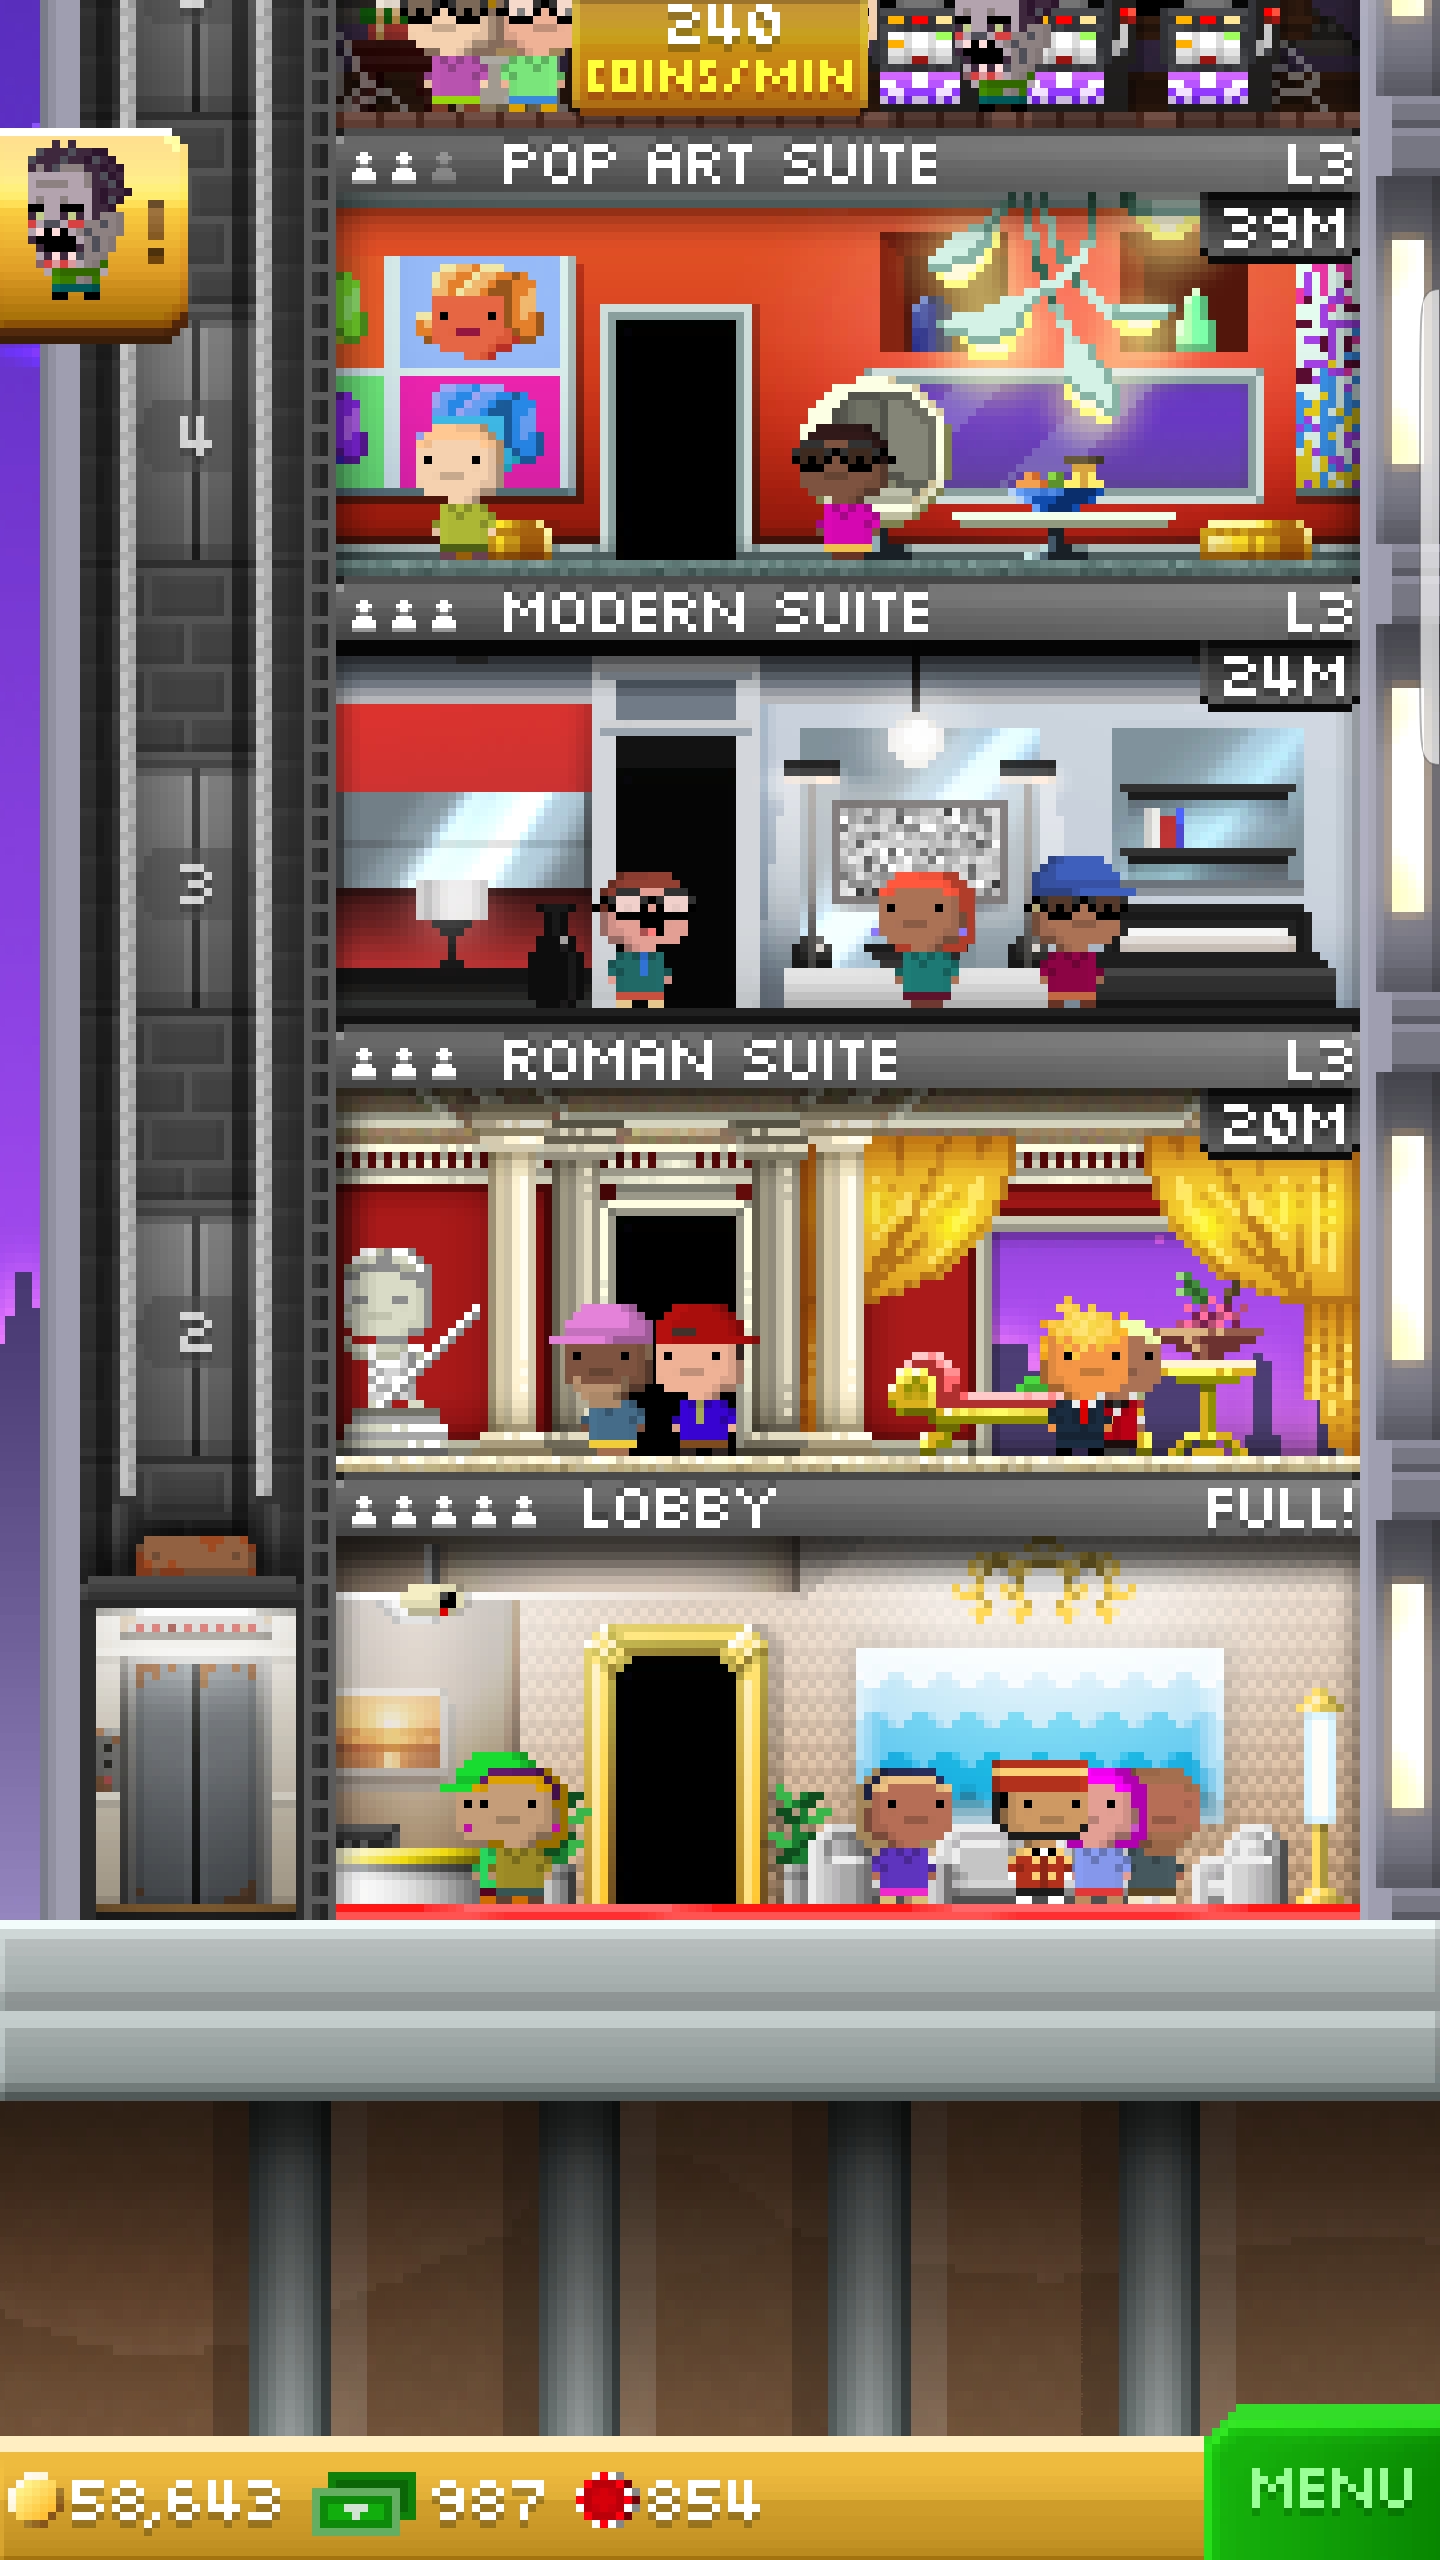 240
COINS/MIN
POP ART SUITE L3
39M
!
4
MODERN SUITE L3
24M
3
ROMAN SUITE L3
20M
2
LOBBY FULL!
58,643 987 854
MENU